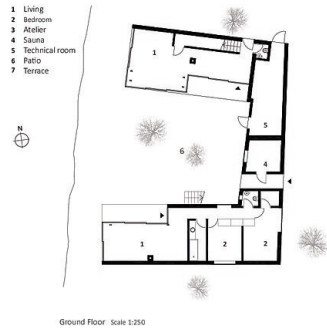 1 Living
2 Bedroom
3 Atelier
4 Sauna
5 Technical room
6 Patio
7 Terrace
N
1
5
6
4
1
2
2
Ground Floor Scale 1:250